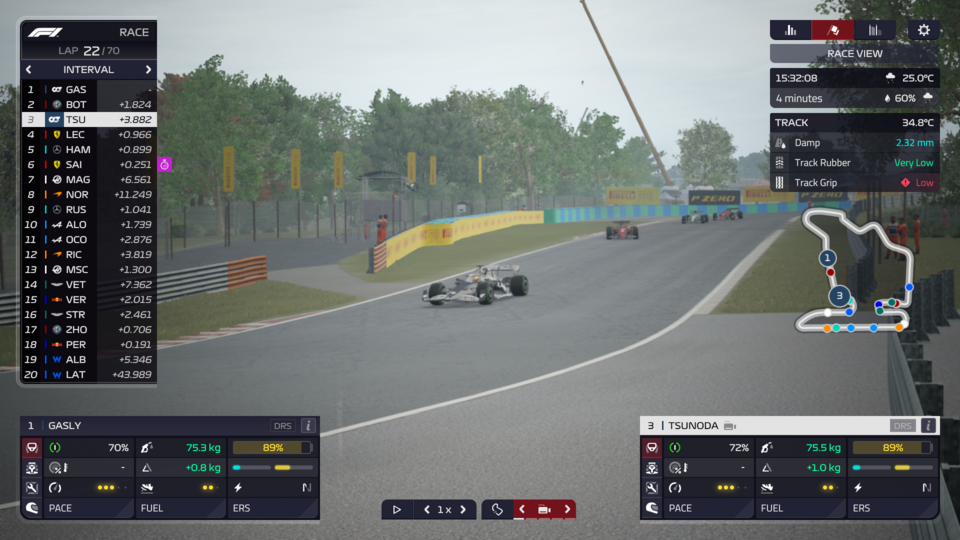 F1 RACE
LAP 22/70
INTERVAL
1 GAS -
2 BOT +1.824
3 TSU +3.882
4 LEC +0.966
5 HAM +0.899
6 SAI +0.251
7 MAG +6.561
8 NOR +11.249
9 RUS +1.041
10 ALO +1.739
11 OCO +2.876
12 RIC +3.819
13 MSC +1.300
14 VET +7.362
15 VER +2.015
16 STR +2.461
17 ZHO +0.706
18 PER +0.191
19 ALB +5.346
20 LAT +43.989
RACE VIEW
15:32:08 25.0°C
4 minutes 60%
TRACK 34.8°C
Damp 2.32 mm
Track Rubber Very Low
Track Grip Low
PIRELLI P ZERO
1
3
1 GASLY DRS i
70% 75.3 kg 89%
- +0.8 kg
N
PACE FUEL ERS
3 TSUNODA DRS i
72% 75.5 kg 89%
- +1.0 kg
N
PACE FUEL ERS
1x